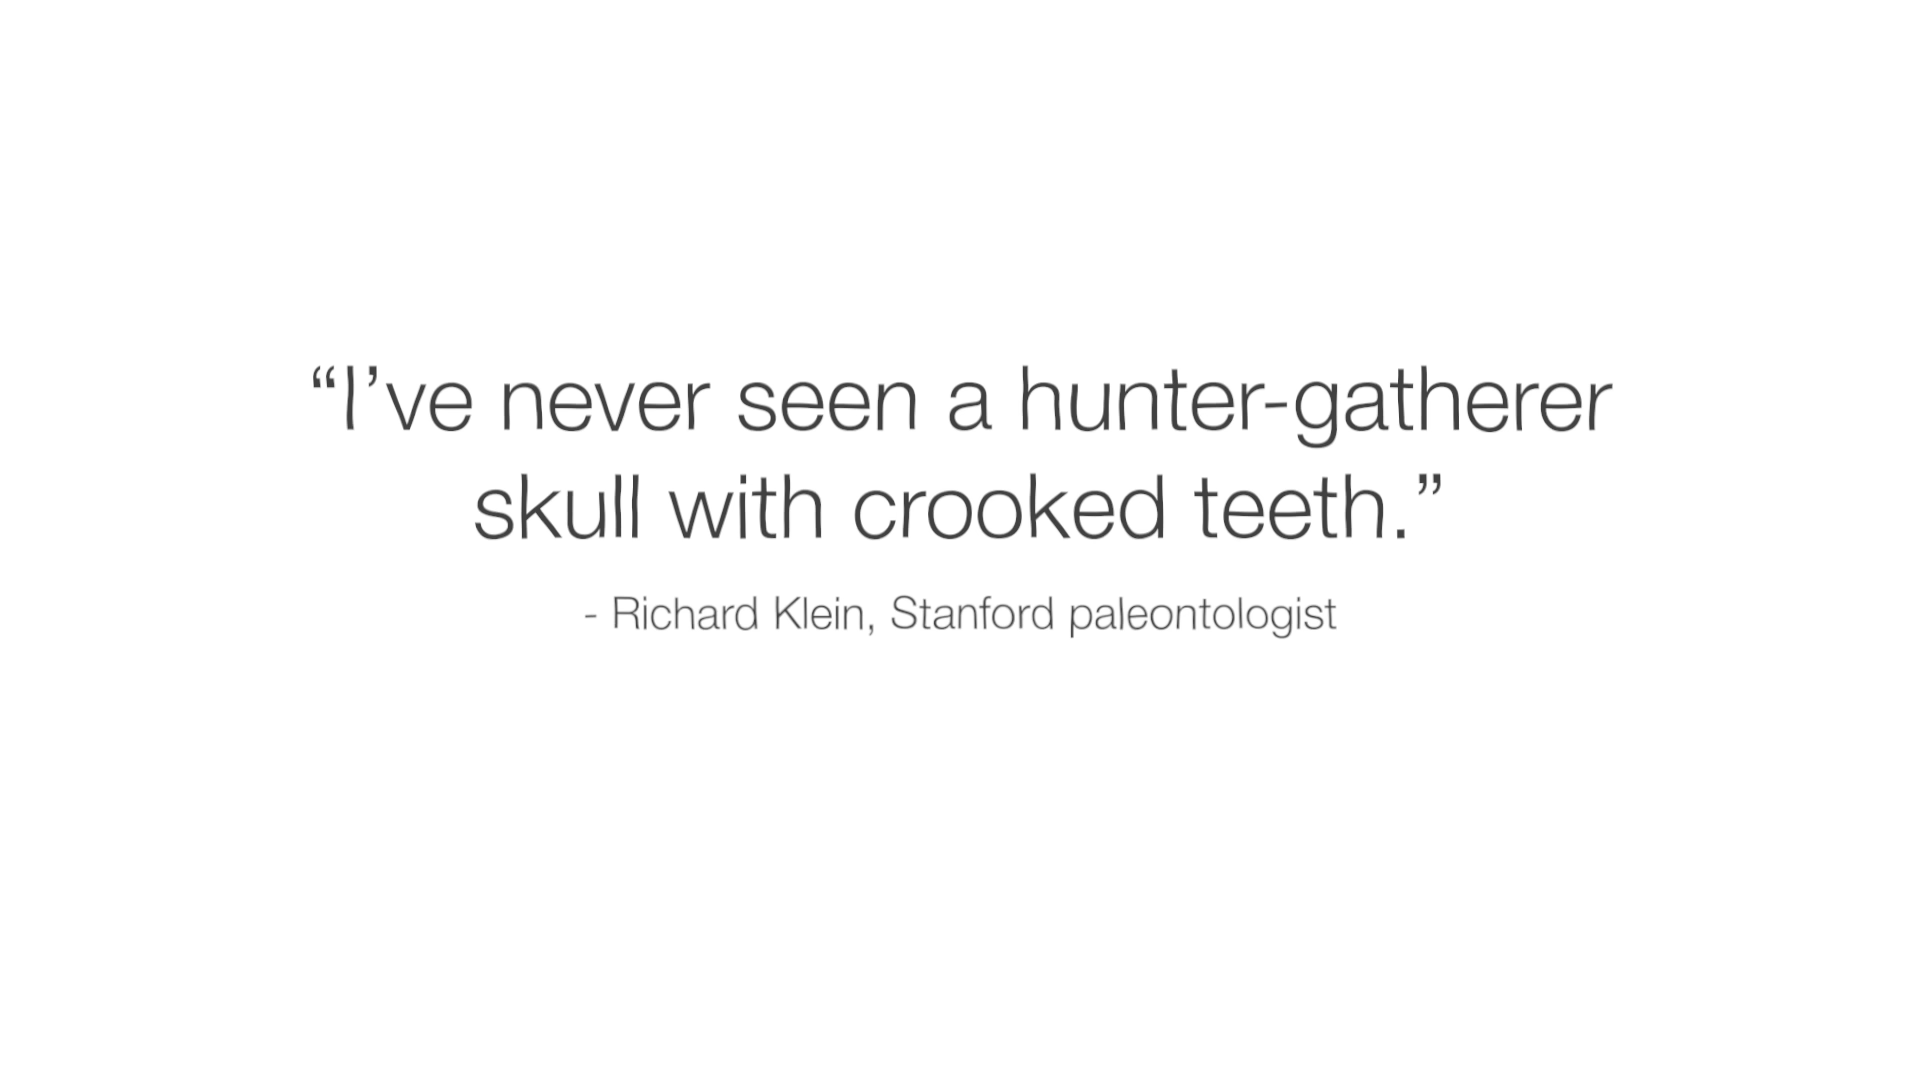 “I’ve never seen a hunter-gatherer
skull with crooked teeth.”
- Richard Klein, Stanford paleontologist